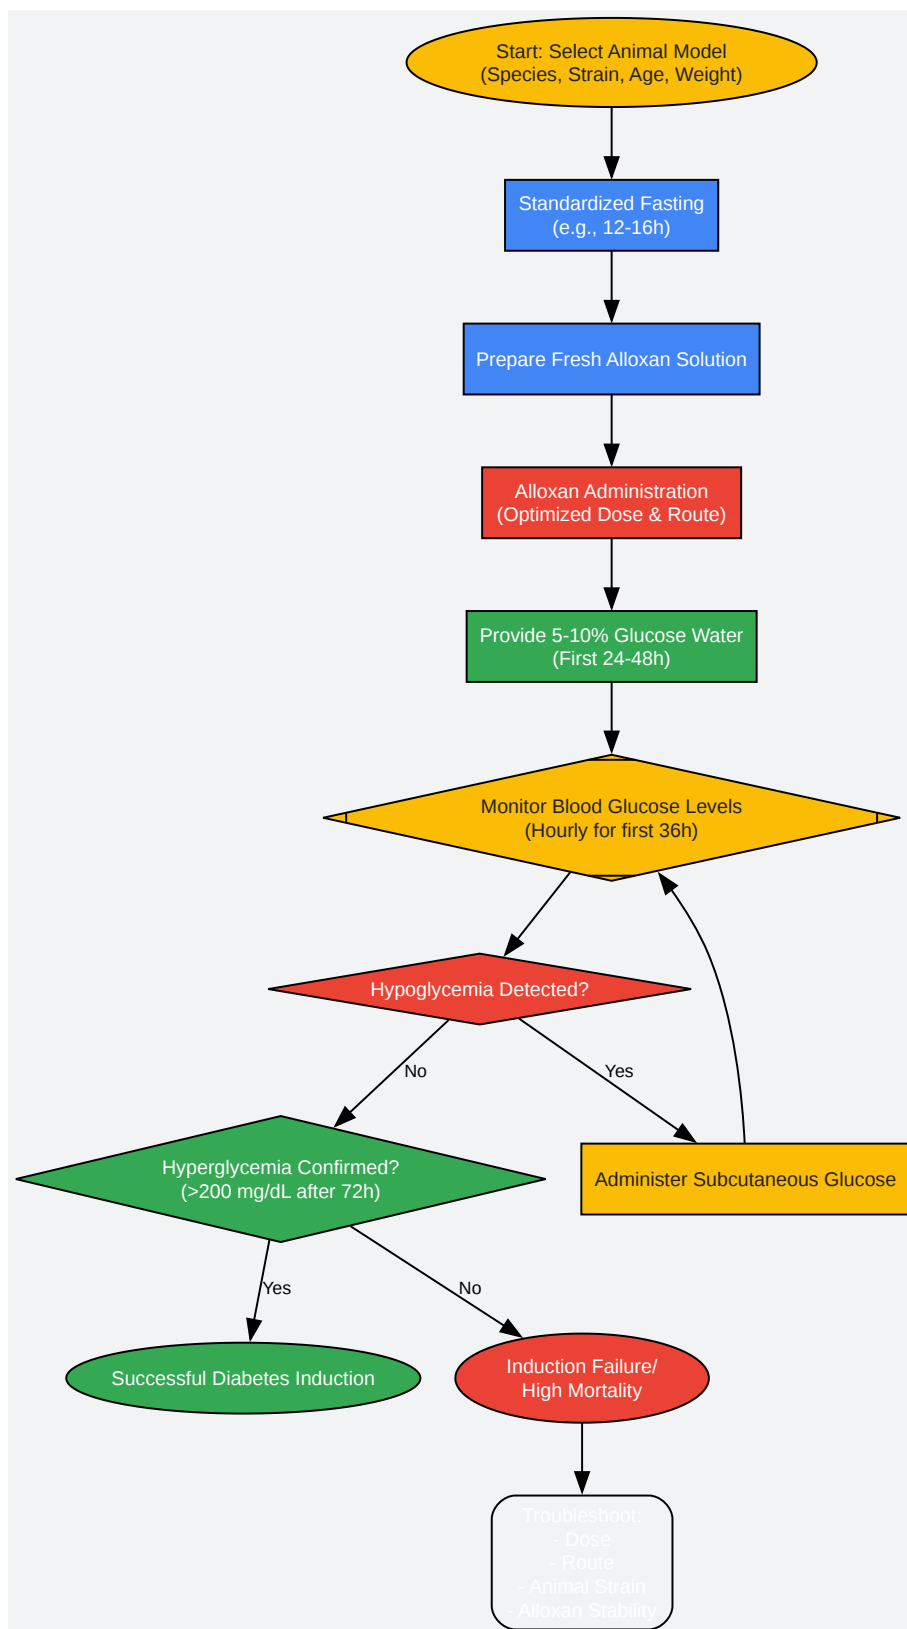 Start: Select Animal Model
(Species, Strain, Age, Weight)
Standardized Fasting
(e.g., 12-16h)
Prepare Fresh Alloxan Solution
Alloxan Administration
(Optimized Dose & Route)
Provide 5-10% Glucose Water
(First 24-48h)
Monitor Blood Glucose Levels
(Hourly for first 36h)
Hypoglycemia Detected?
No
Yes
Hyperglycemia Confirmed?
(>200 mg/dL after 72h)
Administer Subcutaneous Glucose
Yes
No
Successful Diabetes Induction
Induction Failure/
High Mortality
Troubleshoot:
- Dose
- Route
- Animal Strain
- Alloxan Stability